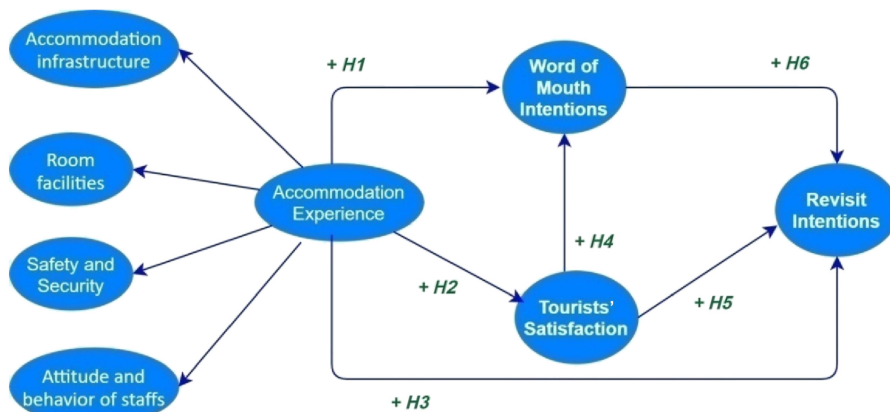 Accommodation
infrastructure
Room
facilities
Safety and
Security
Attitude and
behavior of staffs
Accommodation
Experience
+ H1
+ H2
+ H3
Word of
Mouth
Intentions
+ H4
Tourists'
Satisfaction
+ H5
+ H6
Revisit
Intentions